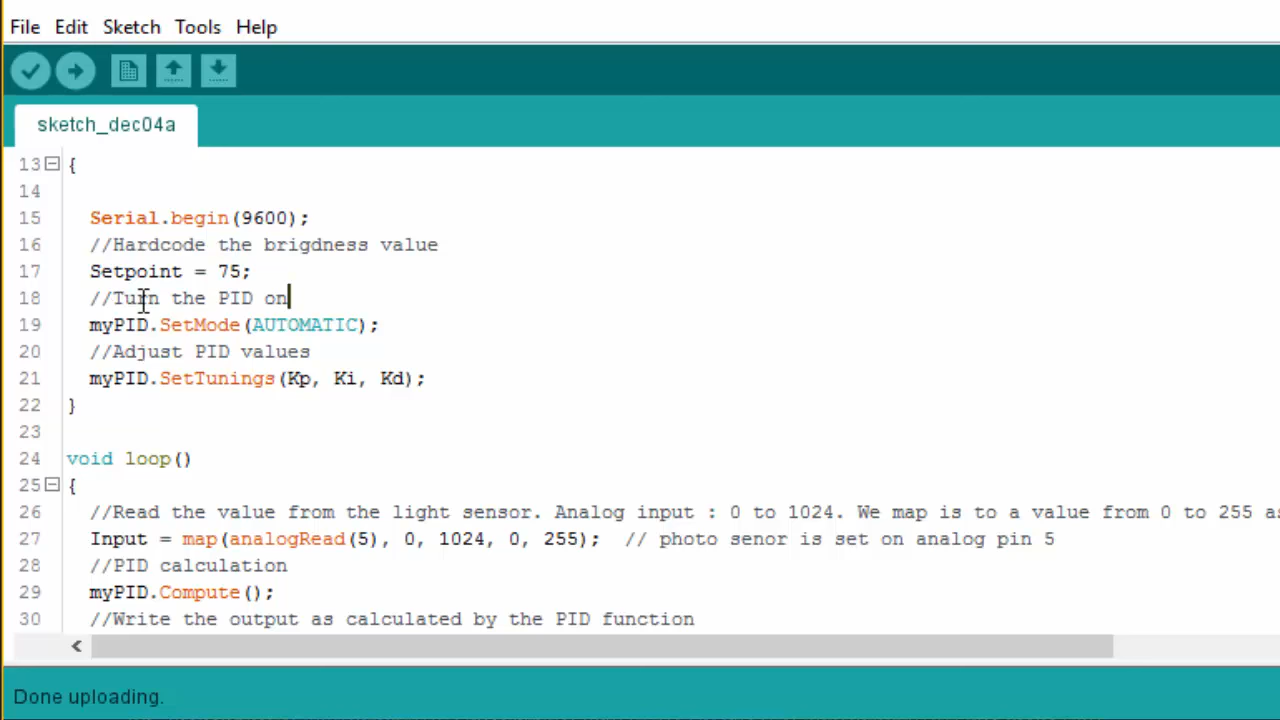 File Edit Sketch Tools Help
sketch_dec04a
13 {
14
15 Serial.begin(9600);
16 //Hardcode the brigdness value
17 Setpoint = 75;
18 //Turn the PID on
19 myPID.SetMode(AUTOMATIC);
20 //Adjust PID values
21 myPID.SetTunings(Kp, Ki, Kd);
22 }
23
24 void loop()
25 {
26 //Read the value from the light sensor. Analog input : 0 to 1024. We map is to a value from 0 to 255 as
27 Input = map(analogRead(5), 0, 1024, 0, 255);  // photo senor is set on analog pin 5
28 //PID calculation
29 myPID.Compute();
30 //Write the output as calculated by the PID function
Done uploading.